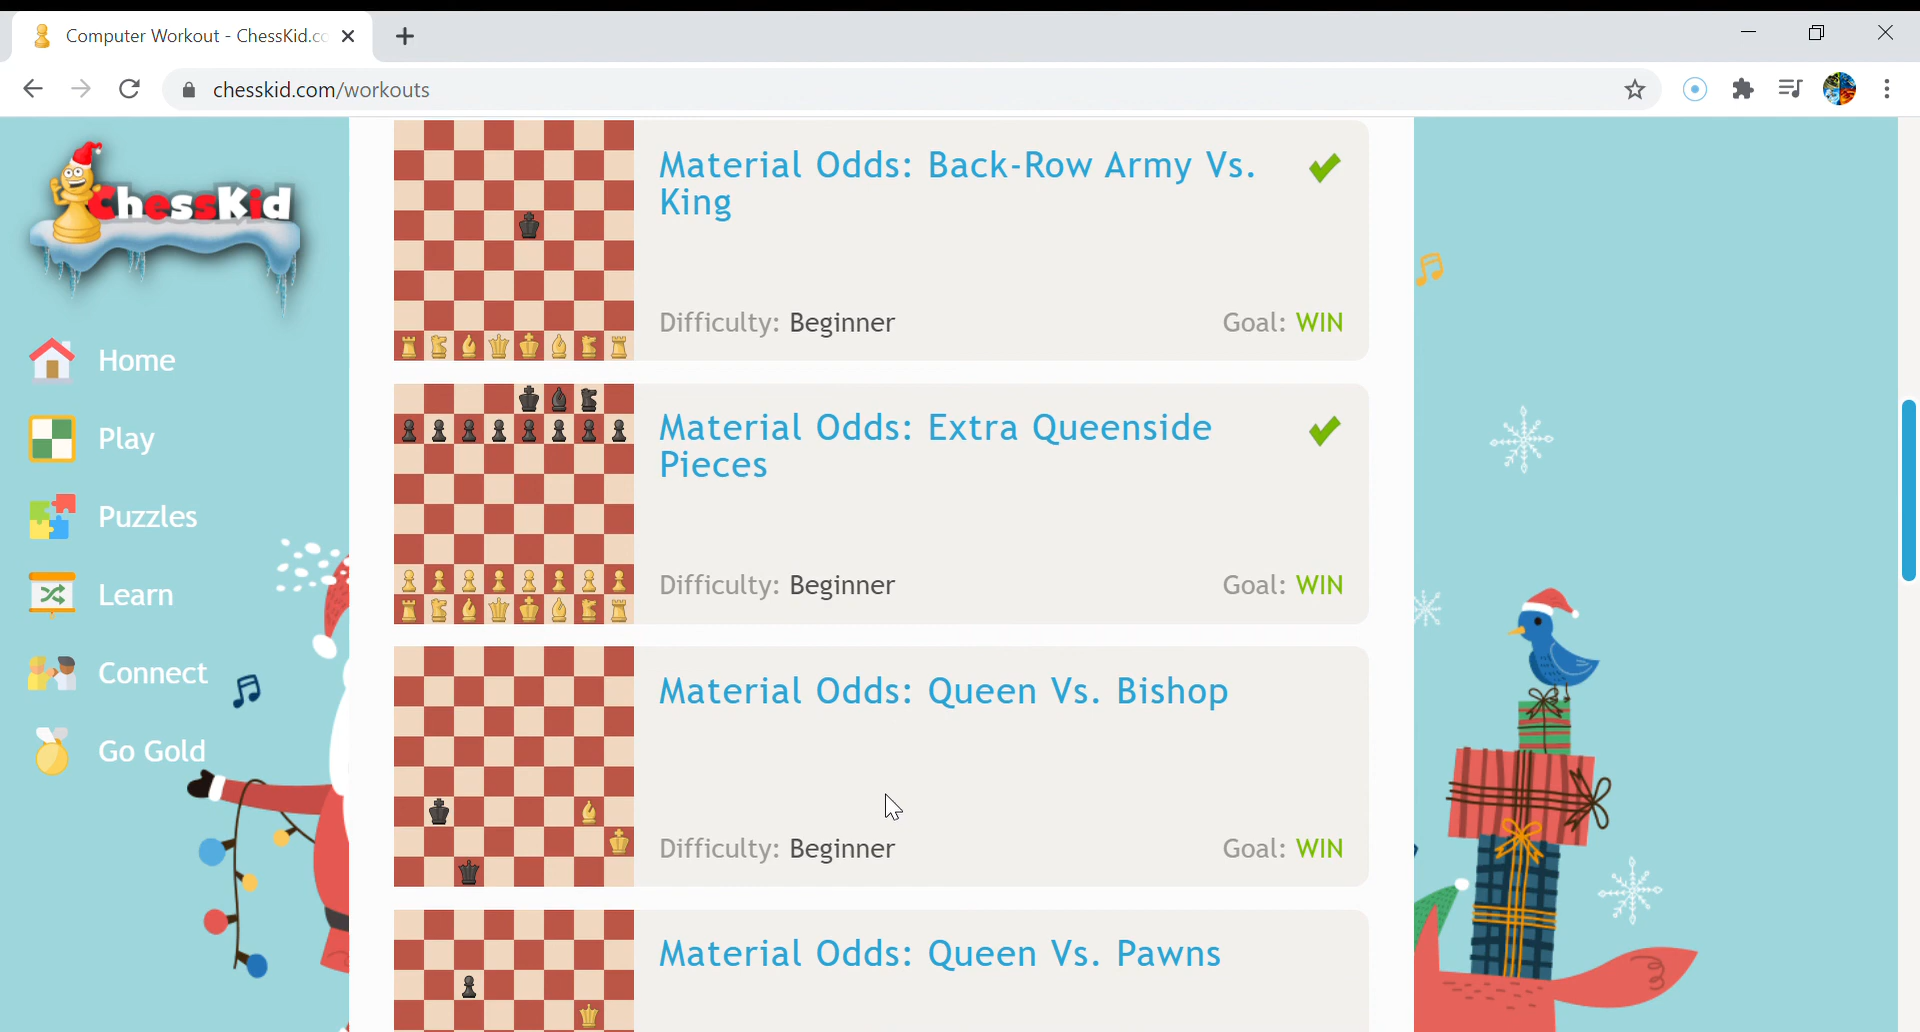 Computer Workout - ChessKid.co
chesskid.com/workouts
ChessKid
Home
Play
Puzzles
Learn
Connect
Go Gold
Material Odds: Back-Row Army Vs.
King
Difficulty: Beginner
Goal: WIN
Material Odds: Extra Queenside
Pieces
Difficulty: Beginner
Goal: WIN
Material Odds: Queen Vs. Bishop
Difficulty: Beginner
Goal: WIN
Material Odds: Queen Vs. Pawns